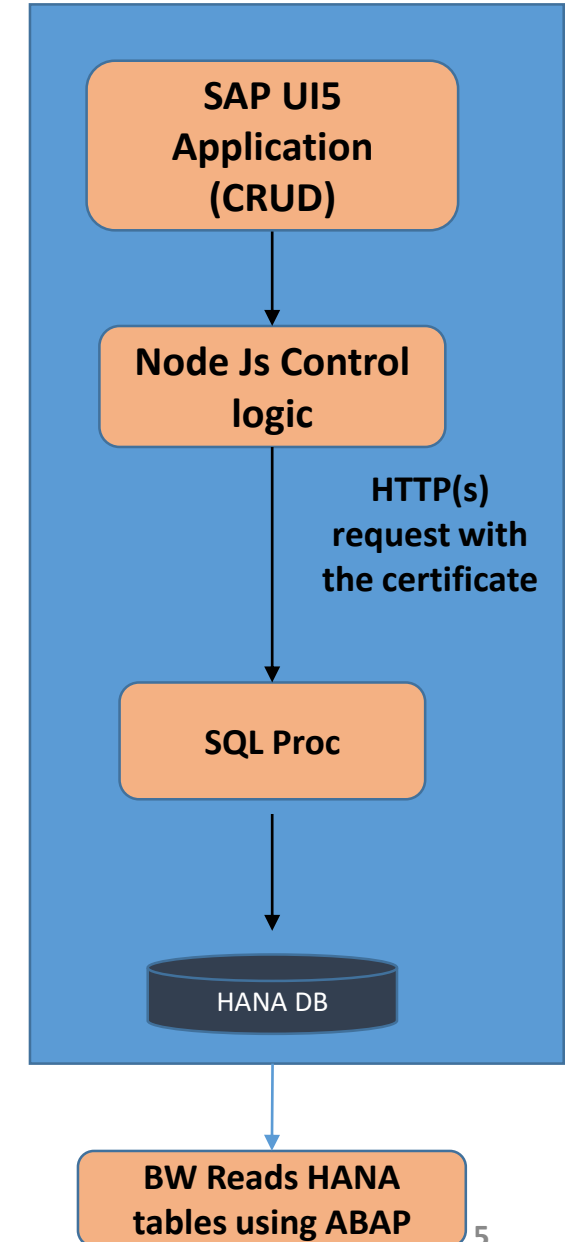 SAP UI5
Application
(CRUD)
Node Js Control
logic
HTTP(s)
request with
the certificate
SQL Proc
HANA DB
BW Reads HANA
tables using ABAP
5